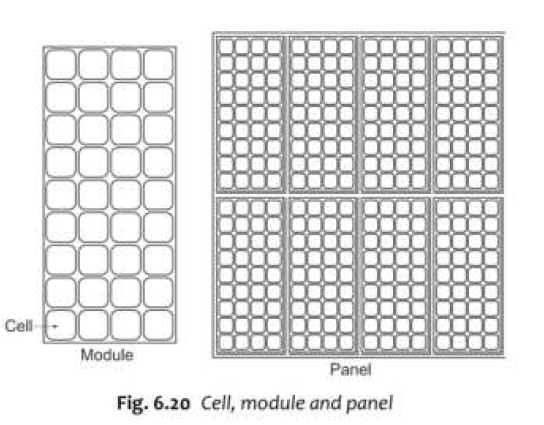 Cell
Module
Panel
Fig. 6.20 Cell, module and panel